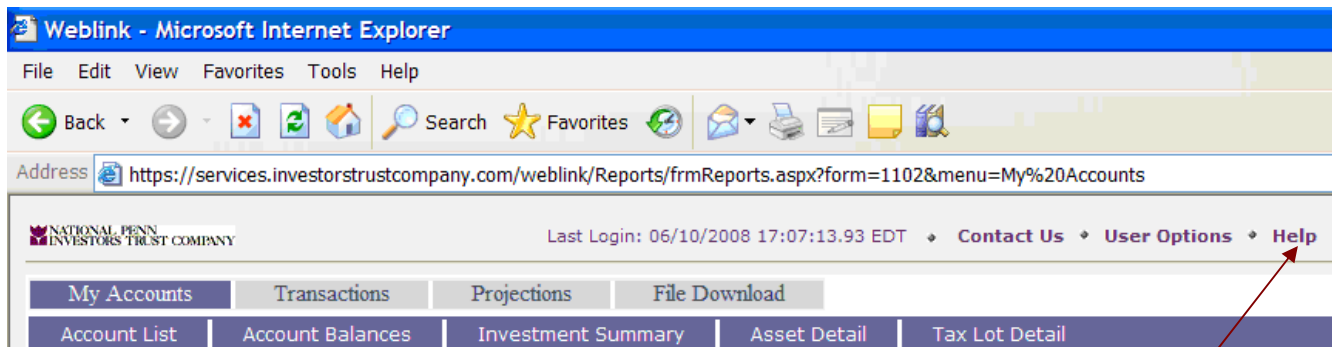 Weblink - Microsoft Internet Explorer
File Edit View Favorites Tools Help
Back Search Favorites
Address https://services.investorstrustcompany.com/weblink/Reports/frmReports.aspx?form=1102&menu=My%20Accounts
NATIONAL PENN
INVESTORS TRUST COMPANY
Last Login: 06/10/2008 17:07:13.93 EDT Contact Us User Options Help
My Accounts Transactions Projections File Download
Account List Account Balances Investment Summary Asset Detail Tax Lot Detail